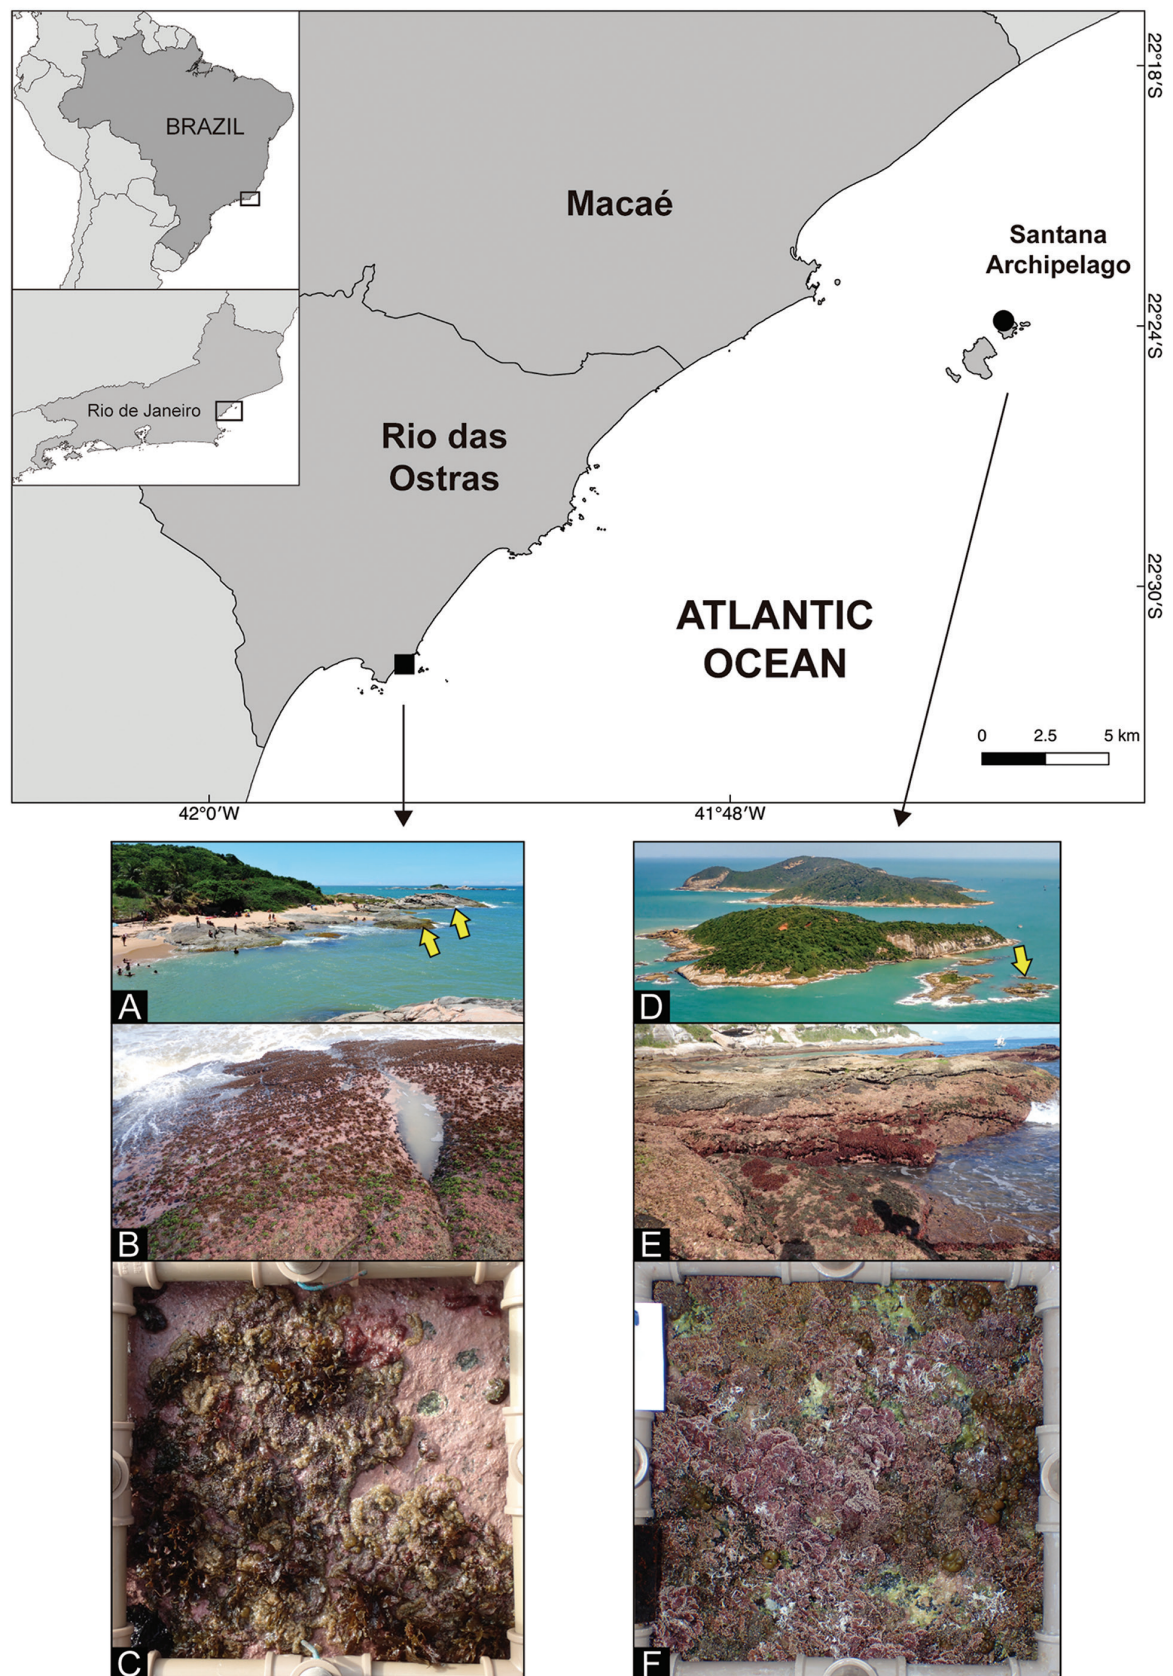 BRAZIL
Rio de Janeiro
Macaé
Santana
Archipelago
Rio das
Ostras
ATLANTIC
OCEAN
0 2.5 5 km
22°18'S
22°24'S
22°30'S
42°0'W
41°48'W
A
B
C
D
E
F